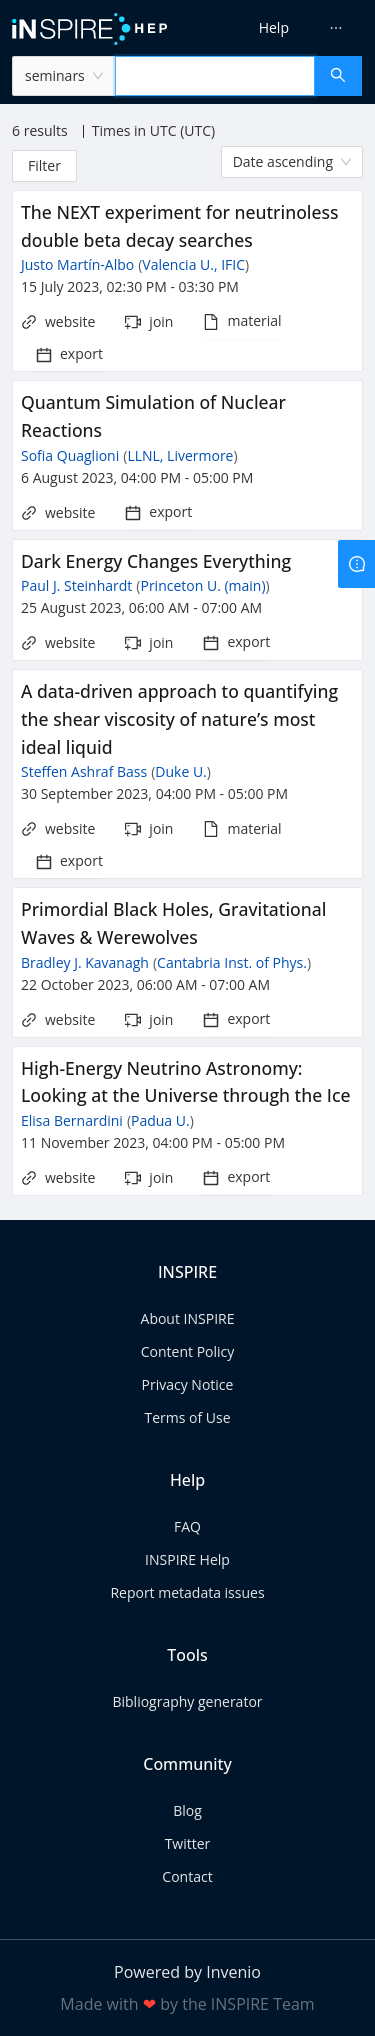 INSPIRE HEP
Help
···
seminars
6 results | Times in UTC (UTC)
Date ascending
Filter
The NEXT experiment for neutrinoless
double beta decay searches
Justo Martín-Albo (Valencia U., IFIC)
15 July 2023, 02:30 PM - 03:30 PM
website join material
export
Quantum Simulation of Nuclear
Reactions
Sofia Quaglioni (LLNL, Livermore)
6 August 2023, 04:00 PM - 05:00 PM
website export
Dark Energy Changes Everything
Paul J. Steinhardt (Princeton U. (main))
25 August 2023, 06:00 AM - 07:00 AM
website join export
A data-driven approach to quantifying
the shear viscosity of nature’s most
ideal liquid
Steffen Ashraf Bass (Duke U.)
30 September 2023, 04:00 PM - 05:00 PM
website join material
export
Primordial Black Holes, Gravitational
Waves & Werewolves
Bradley J. Kavanagh (Cantabria Inst. of Phys.)
22 October 2023, 06:00 AM - 07:00 AM
website join export
High-Energy Neutrino Astronomy:
Looking at the Universe through the Ice
Elisa Bernardini (Padua U.)
11 November 2023, 04:00 PM - 05:00 PM
website join export
INSPIRE
About INSPIRE
Content Policy
Privacy Notice
Terms of Use
Help
FAQ
INSPIRE Help
Report metadata issues
Tools
Bibliography generator
Community
Blog
Twitter
Contact
Powered by Invenio
Made with ❤ by the INSPIRE Team